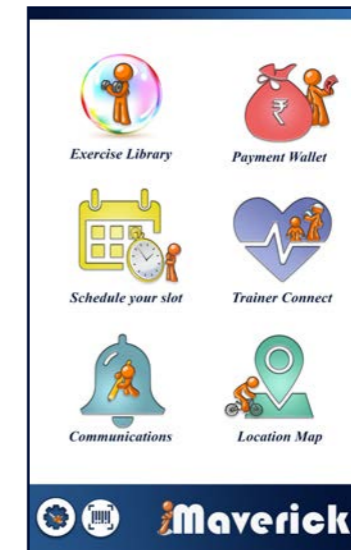 Exercise Library
Payment Wallet
₹
Schedule your slot
Trainer Connect
Communications
Location Map
iMaverick